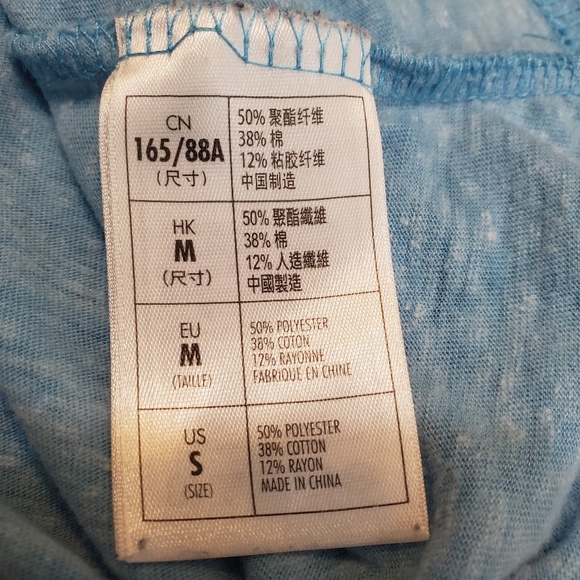 CN
165/88A
(尺寸)
50% 聚酯纤维
38% 棉
12% 粘胶纤维
中国制造
HK
M
(尺寸)
50% 聚酯纖維
38% 棉
12% 人造纖維
中國製造
EU
M
(TAILLE)
50% POLYESTER
38% COTON
12% RAYONNE
FABRIQUE EN CHINE
US
S
(SIZE)
50% POLYESTER
38% COTTON
12% RAYON
MADE IN CHINA